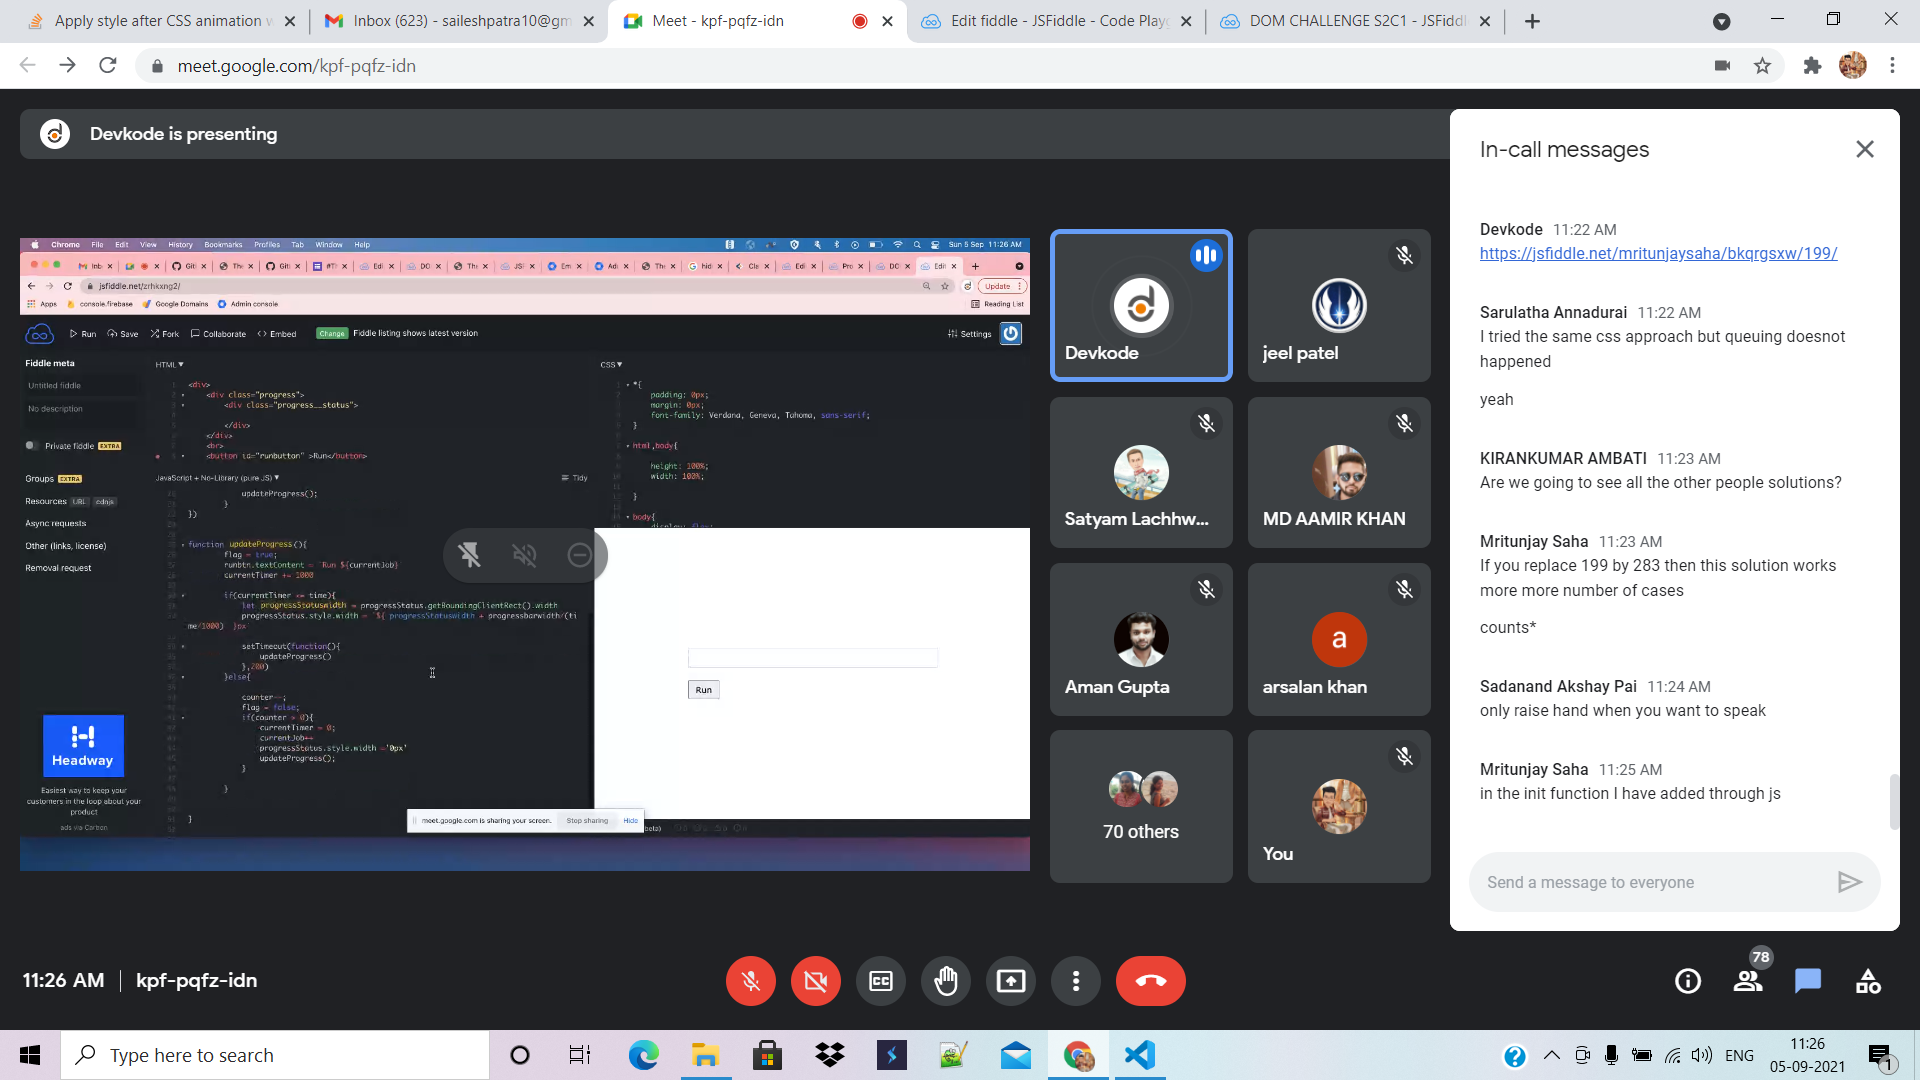 Apply style after CSS animation w
Inbox (623) - saileshpatra10@gm
Meet - kpf-pqfz-idn
Edit fiddle - JSFiddle - Code Playg
DOM CHALLENGE S2C1 - JSFiddl
meet.google.com/kpf-pqfz-idn
Devkode is presenting
Chrome File Edit View History Bookmarks Profiles Tab Window Help
Sun 5 Sep 11:26 AM
jsfiddle.net/zrhkxng2/
Update
Apps console.firebase Google Domains Admin console
Reading List
Run Save Fork Collaborate Embed Change Fiddle listing shows latest version
Settings
Fiddle meta
Untitled fiddle
No description
Private fiddle EXTRA
Groups EXTRA
Resources URL cdnjs
Async requests
Other (links, license)
Removal request
Headway
Easiest way to keep your
customers in the loop about your
product
ads via Carbon
HTML
<div>
<div class="progress">
<div class="progress__status">
</div>
</div>
<br>
<button id="runbutton" >Run</button>
JavaScript + No-Library (pure JS)
Tidy
updateProgress();
}
})
function updateProgress(){
flag = true;
runbtn.textContent = `Run ${currentJob}
currentTimer += 1000
if(currentTimer <= time){
let progressStatusWidth = progressStatus.getBoundingClientRect().width
progressStatus.style.width = `${ progressStatusWidth + progressbarwidth/(ti
me/1000) }px`
setTimeout(function(){
updateProgress()
},200)
}else{
counter--;
flag = false;
if(counter > 0){
currentTimer = 0;
currentJob++
progressStatus.style.width ='0px'
updateProgress();
}
}
}
CSS
*{
padding: 0px;
margin: 0px;
font-family: Verdana, Geneva, Tahoma, sans-serif;
}
html,body{
height: 100%;
width: 100%;
}
body{
Run
meet.google.com is sharing your screen. Stop sharing Hide
Devkode
jeel patel
Satyam Lachhw...
MD AAMIR KHAN
Aman Gupta
a
arsalan khan
70 others
You
In-call messages
Devkode 11:22 AM
https://jsfiddle.net/mritunjaysaha/bkqrgsxw/199/
Sarulatha Annadurai 11:22 AM
I tried the same css approach but queuing doesnot
happened
yeah
KIRANKUMAR AMBATI 11:23 AM
Are we going to see all the other people solutions?
Mritunjay Saha 11:23 AM
If you replace 199 by 283 then this solution works
more more number of cases
counts*
Sadanand Akshay Pai 11:24 AM
only raise hand when you want to speak
Mritunjay Saha 11:25 AM
in the init function I have added through js
Send a message to everyone
11:26 AM kpf-pqfz-idn
78
Type here to search
ENG
11:26
05-09-2021
1